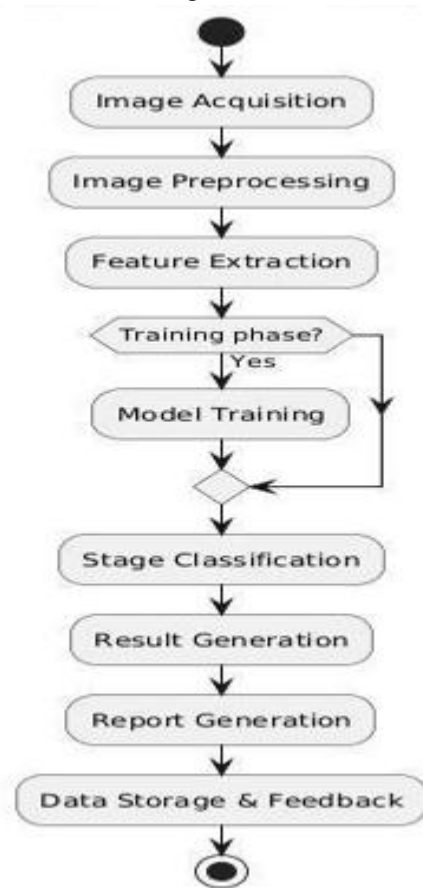 Image Acquisition
Image Preprocessing
Feature Extraction
Training phase?
Yes
Model Training
Stage Classification
Result Generation
Report Generation
Data Storage & Feedback